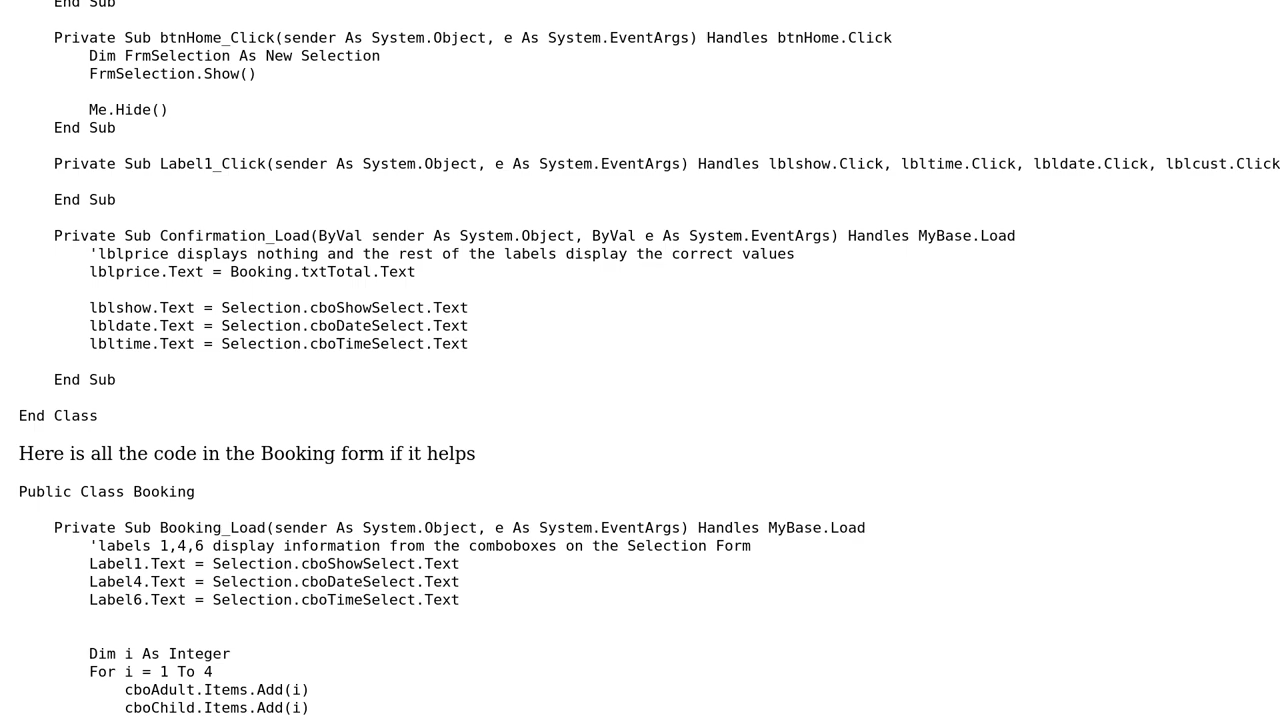 End Sub
Private Sub btnHome_Click(sender As System.Object, e As System.EventArgs) Handles btnHome.Click
Dim FrmSelection As New Selection
FrmSelection.Show()
Me.Hide()
End Sub
Private Sub Label1_Click(sender As System.Object, e As System.EventArgs) Handles lblshow.Click, lbltime.Click, lbldate.Click, lblcust.Click
End Sub
Private Sub Confirmation_Load(ByVal sender As System.Object, ByVal e As System.EventArgs) Handles MyBase.Load
'lblprice displays nothing and the rest of the labels display the correct values
lblprice.Text = Booking.txtTotal.Text
lblshow.Text = Selection.cboShowSelect.Text
lbldate.Text = Selection.cboDateSelect.Text
lbltime.Text = Selection.cboTimeSelect.Text
End Sub
End Class
Here is all the code in the Booking form if it helps
Public Class Booking
Private Sub Booking_Load(sender As System.Object, e As System.EventArgs) Handles MyBase.Load
'labels 1,4,6 display information from the comboboxes on the Selection Form
Label1.Text = Selection.cboShowSelect.Text
Label4.Text = Selection.cboDateSelect.Text
Label6.Text = Selection.cboTimeSelect.Text
Dim i As Integer
For i = 1 To 4
cboAdult.Items.Add(i)
cboChild.Items.Add(i)